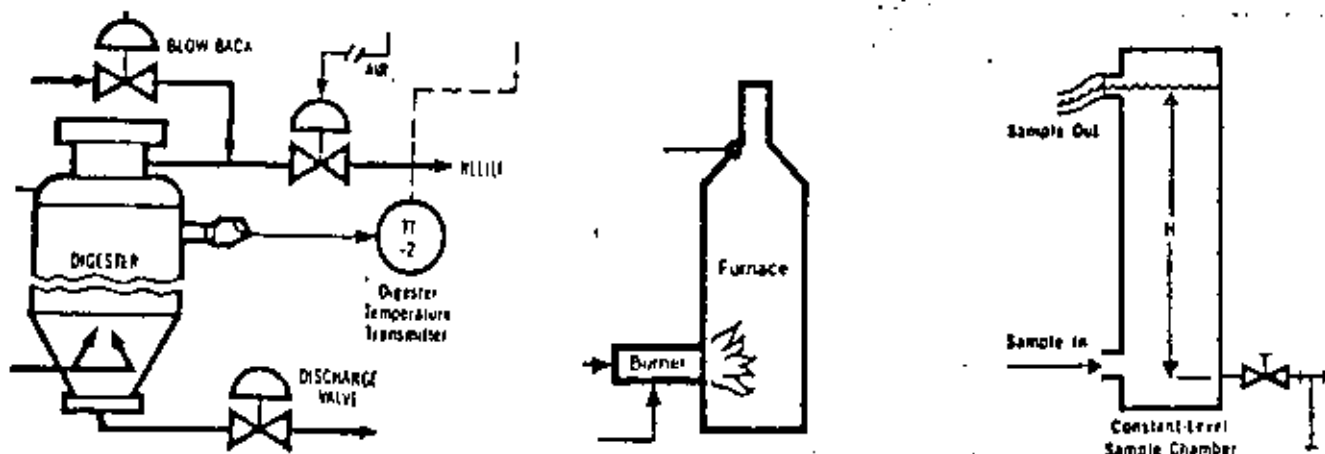 BLOW BACK
AIR
RELIEF
DIGESTER
TT
-2
Digester
Temperature
Transmitter
DISCHARGE
VALVE
Furnace
Burner
Sample Out
H
Sample In
Constant-Level
Sample Chamber